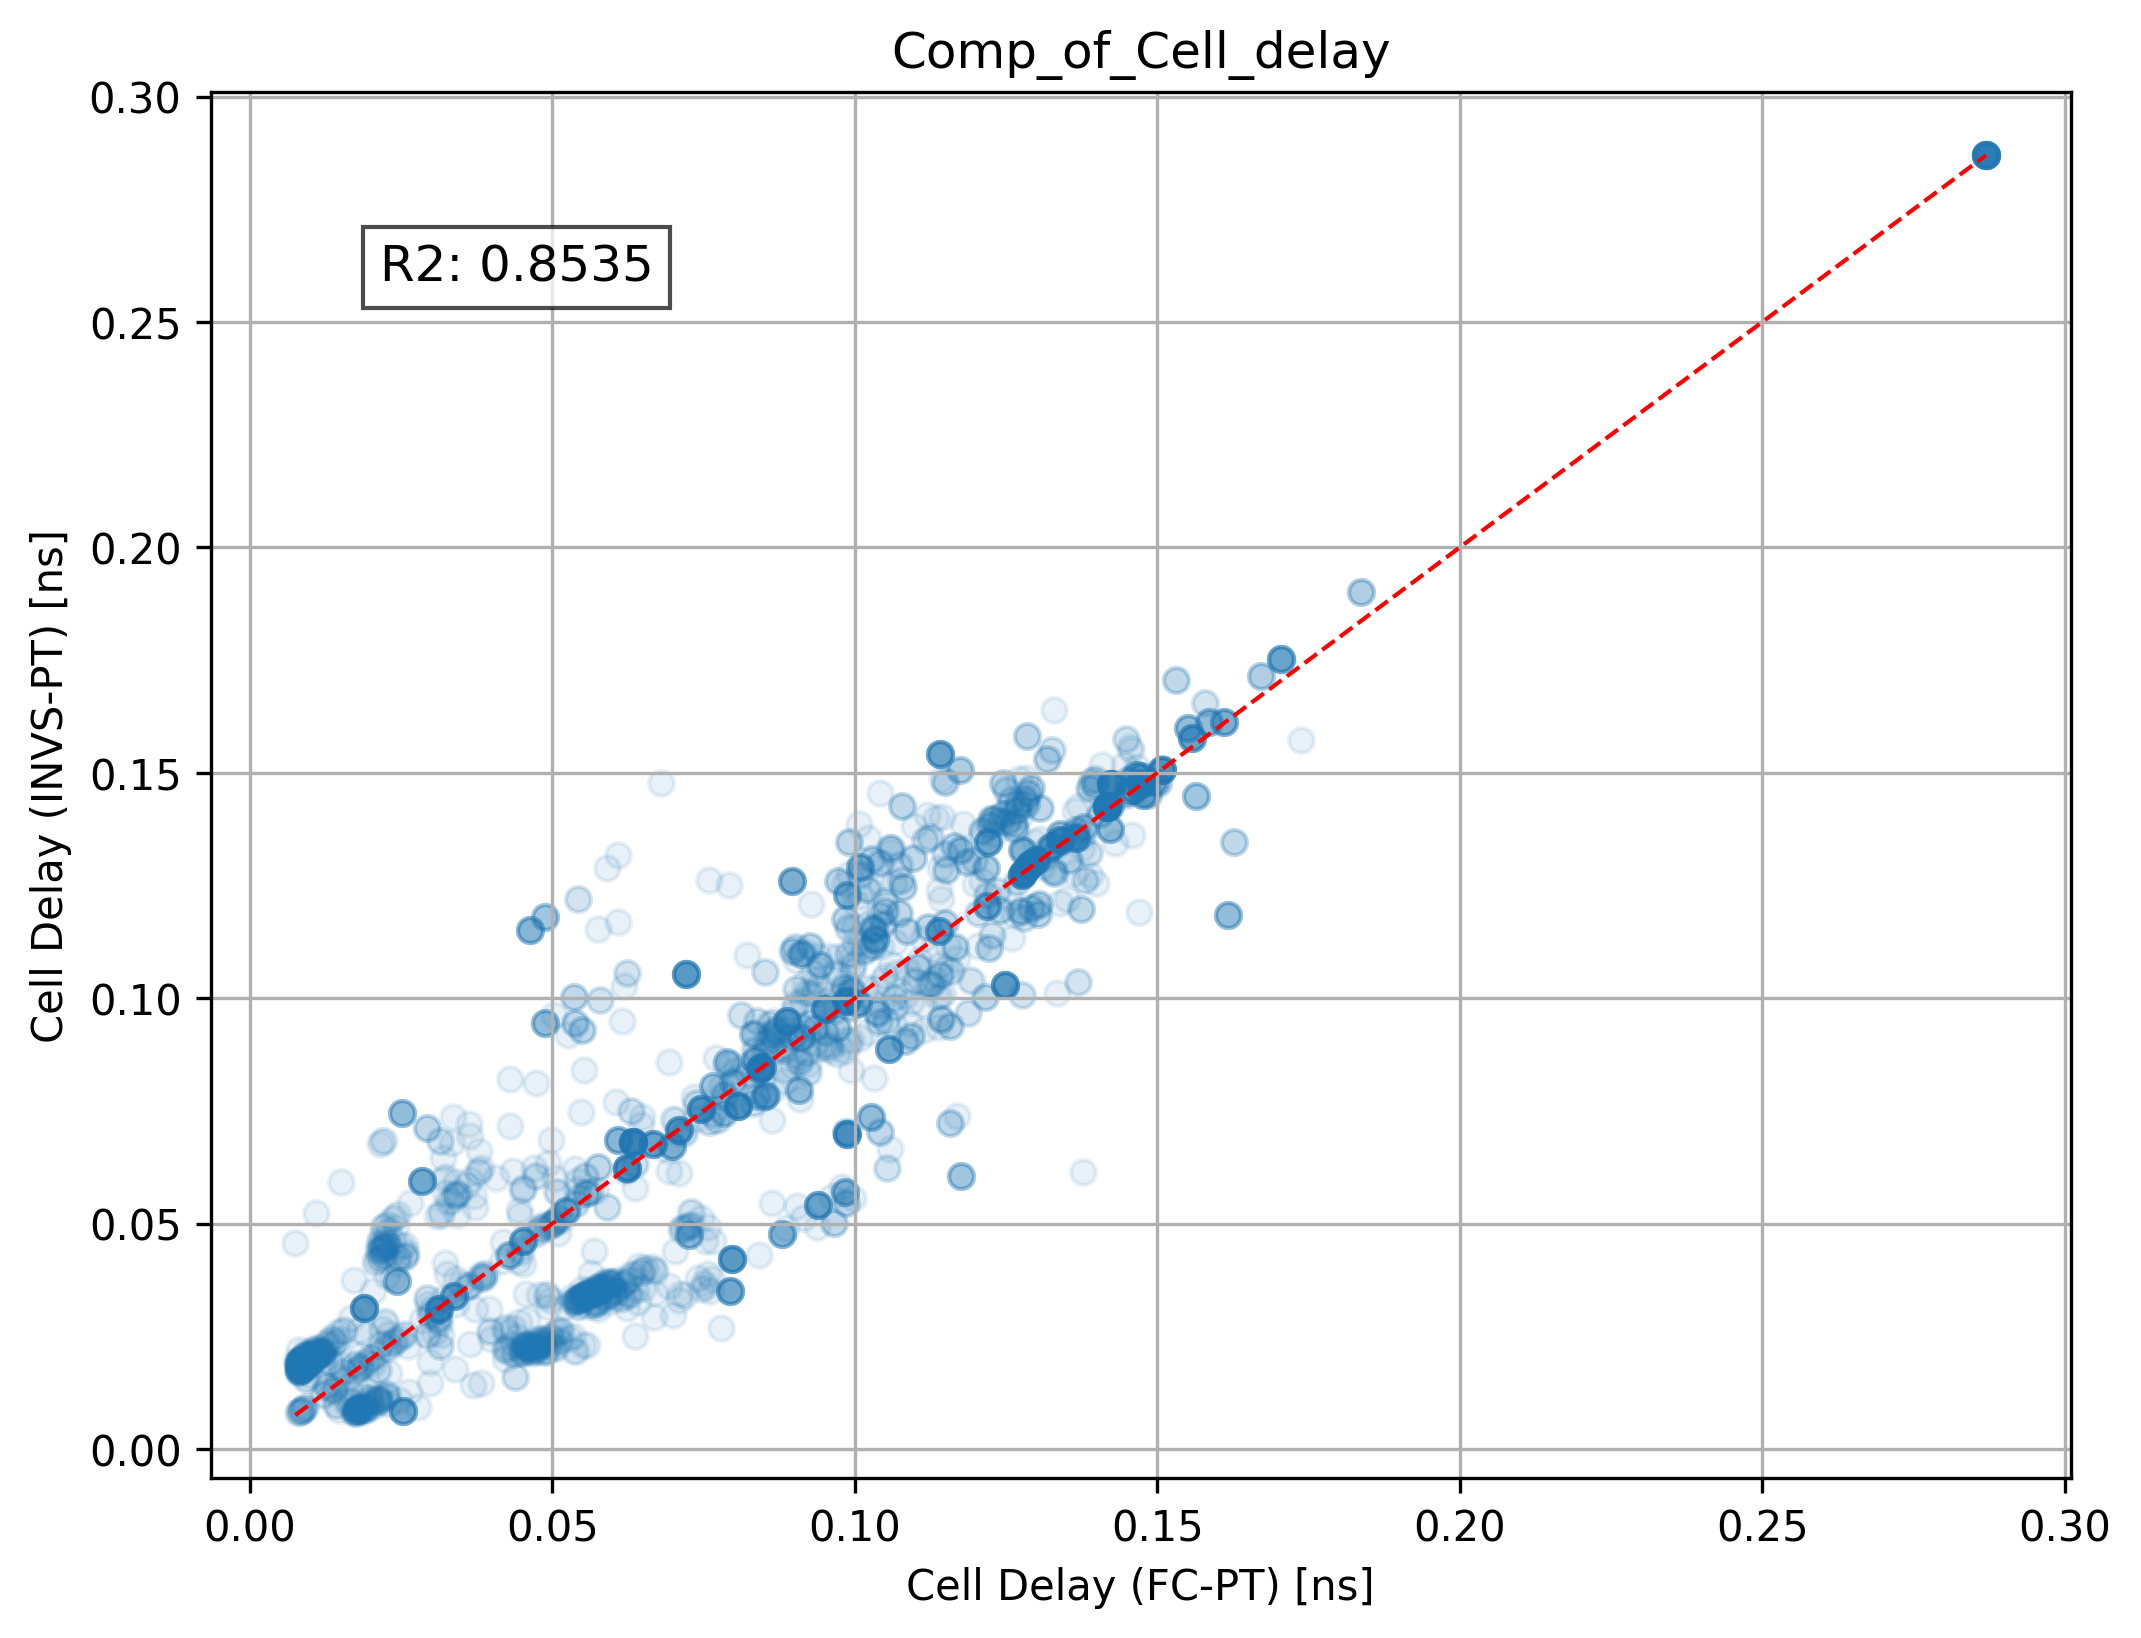 Comp_of_Cell_delay
0.30
0.25
0.20
0.15
0.10
0.05
0.00
Cell Delay (INVS-PT) [ns]
R2: 0.8535
0.00 0.05 0.10 0.15 0.20 0.25 0.30
Cell Delay (FC-PT) [ns]